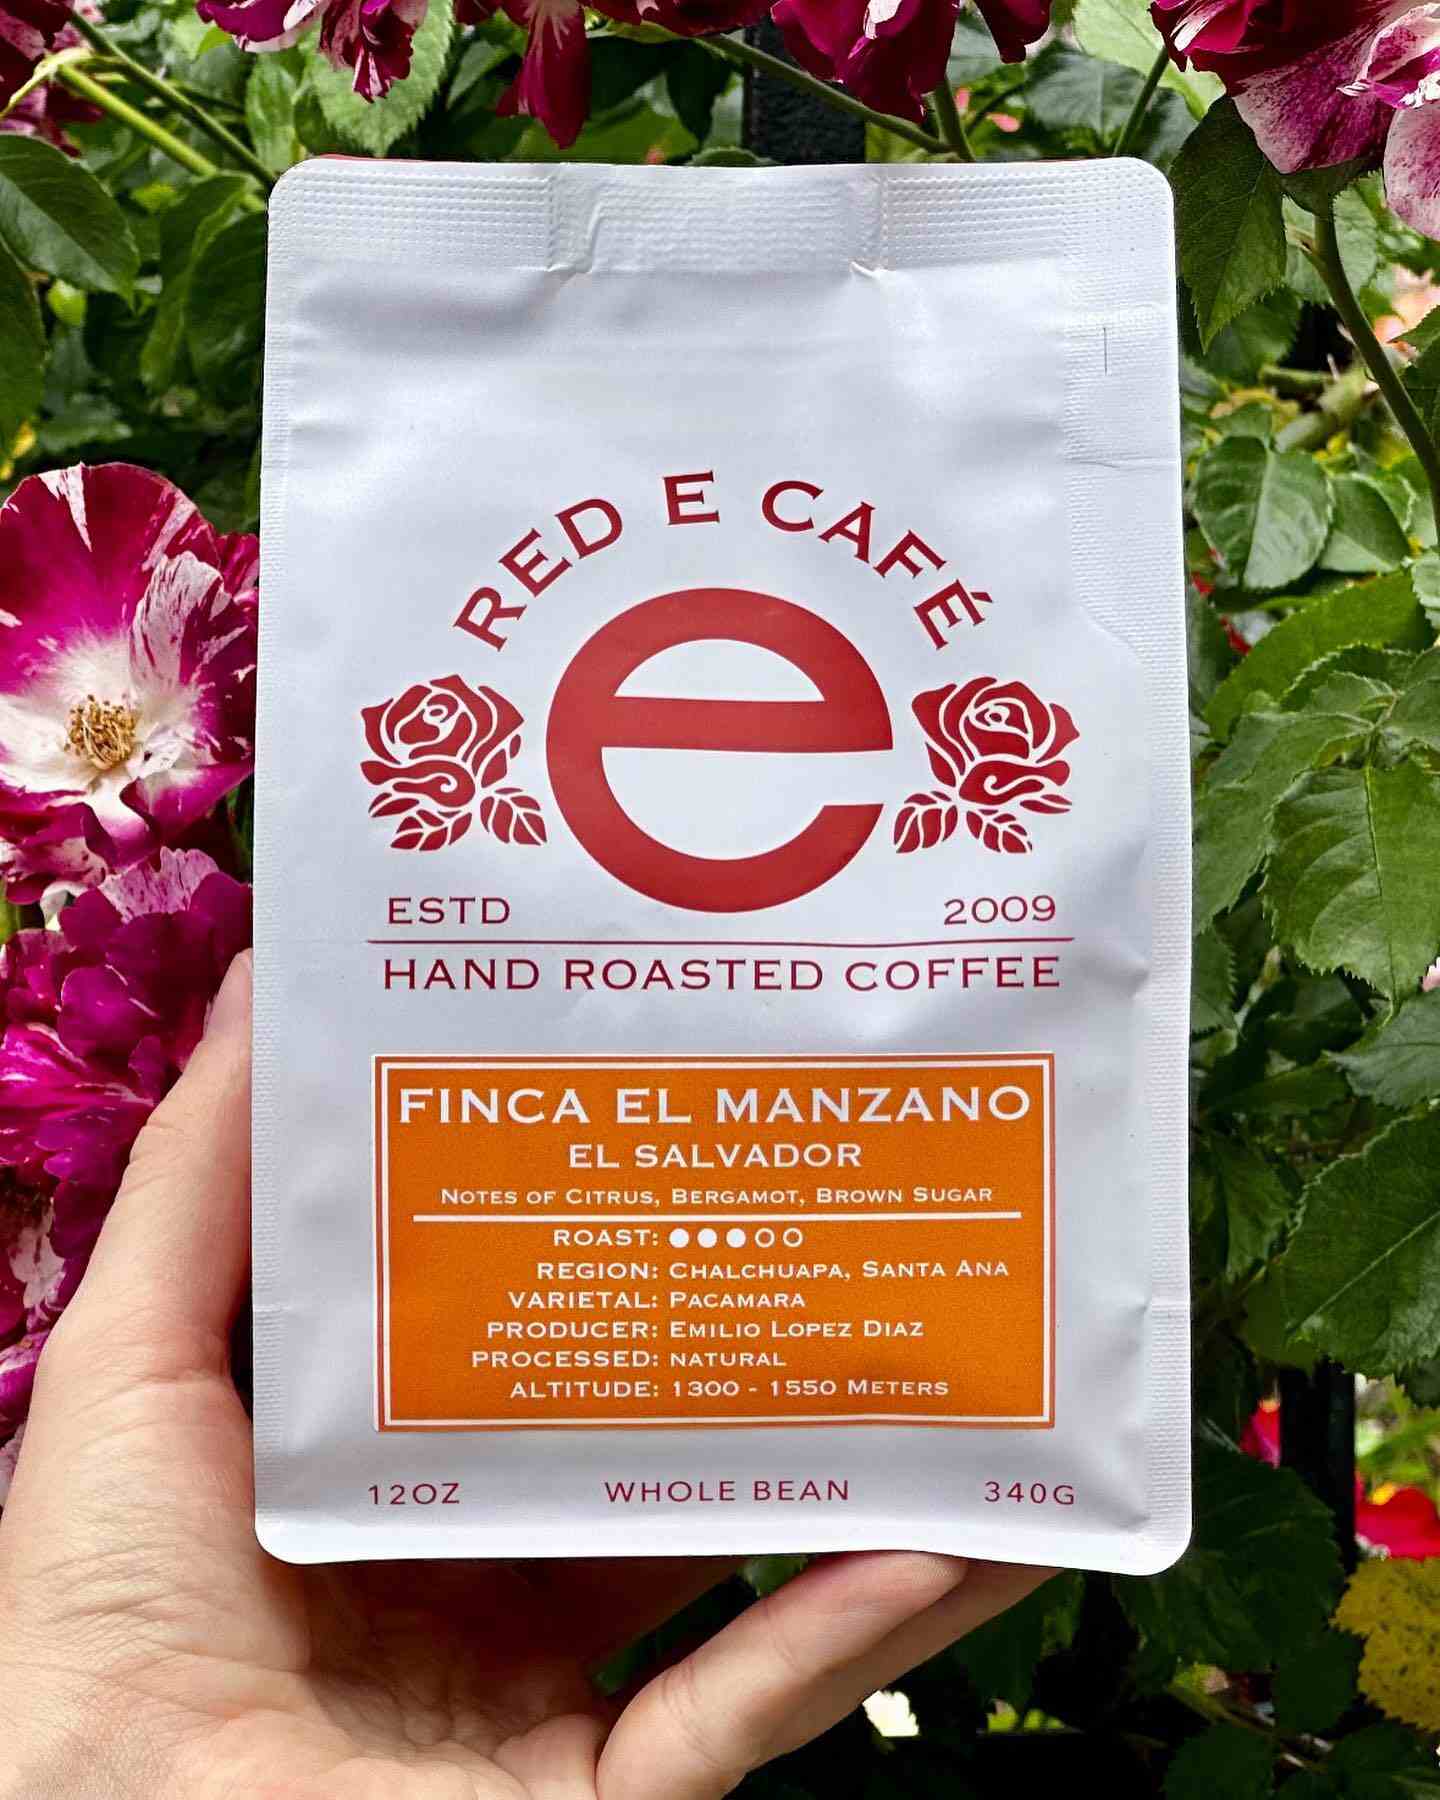 RED E CAFÉ
e
ESTD 2009
HAND ROASTED COFFEE
FINCA EL MANZANO
EL SALVADOR
NOTES OF CITRUS, BERGAMOT, BROWN SUGAR
ROAST: ●●●○○
REGION: CHALCHUAPA, SANTA ANA
VARIETAL: PACAMARA
PRODUCER: EMILIO LOPEZ DIAZ
PROCESSED: NATURAL
ALTITUDE: 1300 - 1550 METERS
12OZ WHOLE BEAN 340G